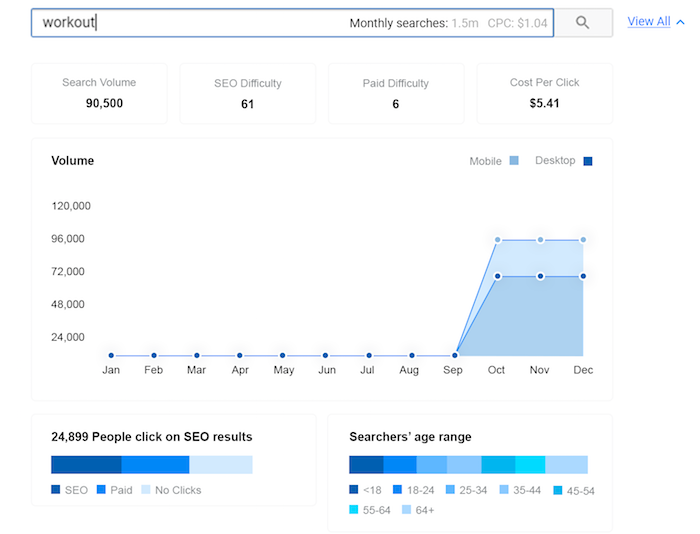 workout Monthly searches: 1.5m CPC: $1.04 View All
Search Volume SEO Difficulty Paid Difficulty Cost Per Click
90,500 61 6 $5.41
Volume Mobile Desktop
120,000
96,000
72,000
48,000
24,000
Jan Feb Mar Apr May Jun Jul Aug Sep Oct Nov Dec
24,899 People click on SEO results
SEO Paid No Clicks
Searchers’ age range
<18 18-24 25-34 35-44 45-54
55-64 64+